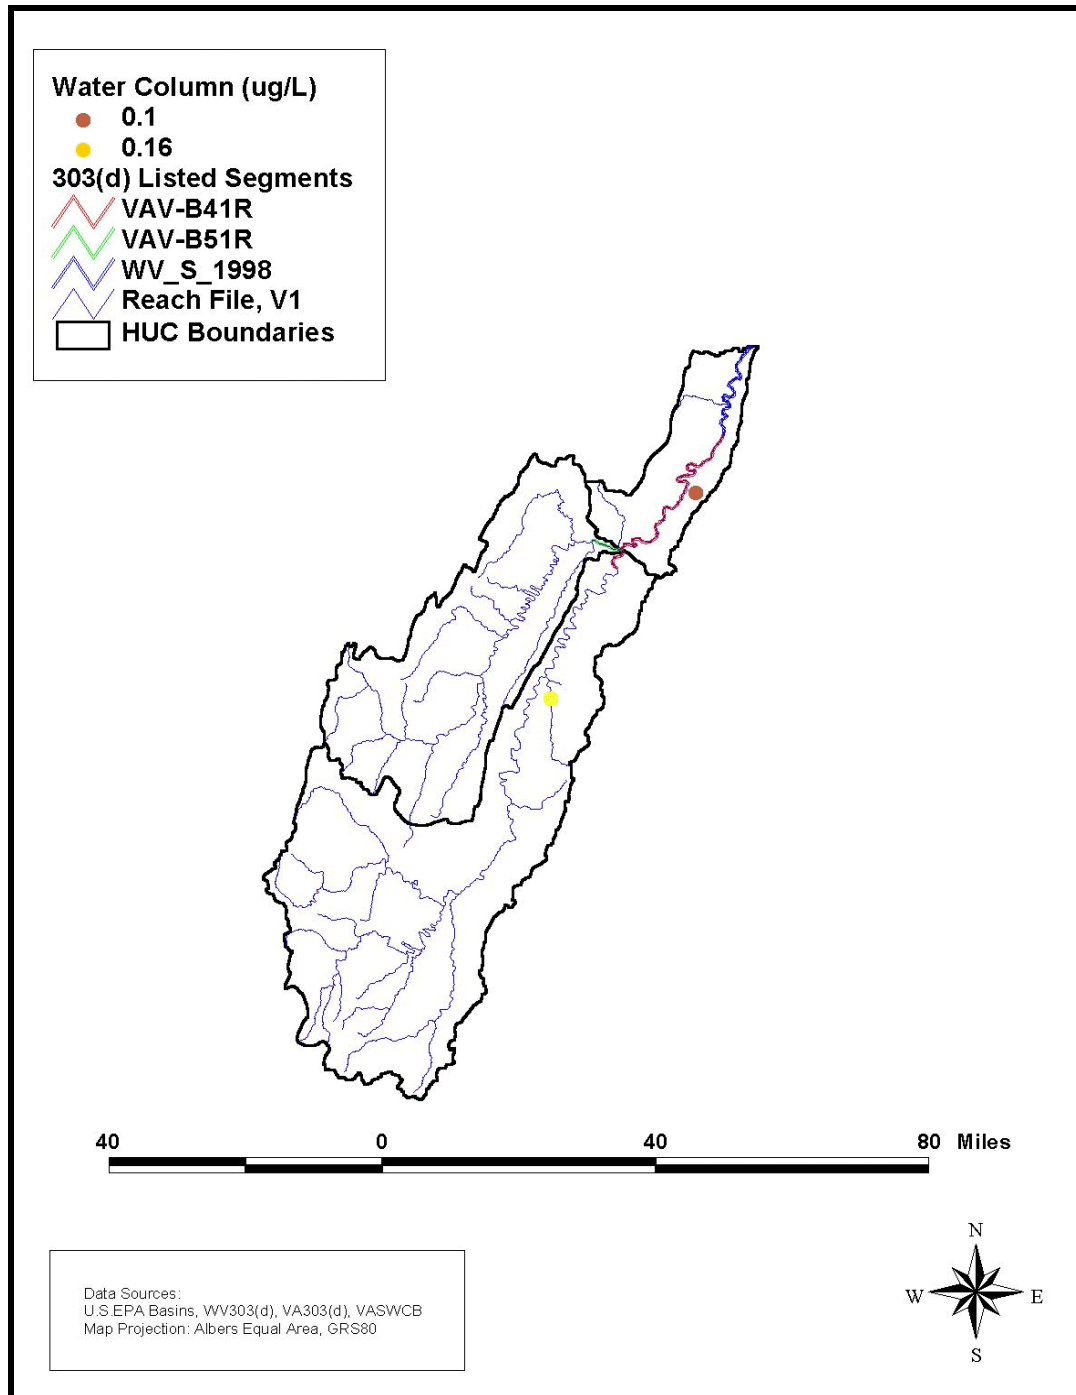 Water Column (ug/L)
0.1
0.16
303(d) Listed Segments
VAV-B41R
VAV-B51R
WV_S_1998
Reach File, V1
HUC Boundaries
40 0 40 80 Miles
Data Sources:
U.S.EPA Basins, WV303(d), VA303(d), VASWCB
Map Projection: Albers Equal Area, GRS80
N
W E
S